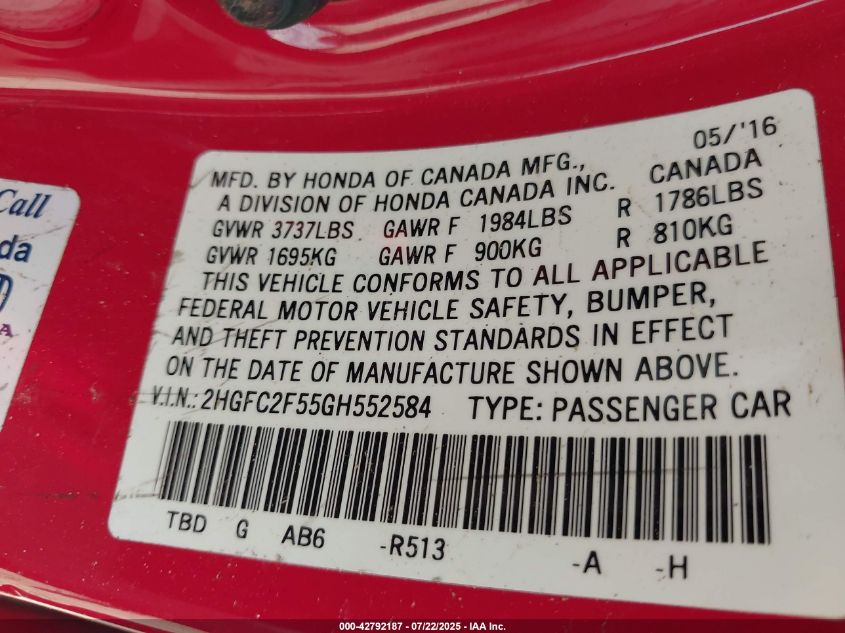 Call
da
A
05/'16
MFD. BY HONDA OF CANADA MFG.,
A DIVISION OF HONDA CANADA INC. CANADA
GVWR 3737LBS GAWR F 1984LBS R 1786LBS
GVWR 1695KG GAWR F 900KG R 810KG
THIS VEHICLE CONFORMS TO ALL APPLICABLE
FEDERAL MOTOR VEHICLE SAFETY, BUMPER,
AND THEFT PREVENTION STANDARDS IN EFFECT
ON THE DATE OF MANUFACTURE SHOWN ABOVE.
V.I.N.: 2HGFC2F55GH552584 TYPE: PASSENGER CAR
TBD G AB6 -R513 -A -H
000-42792187 - 07/22/2025 - IAA Inc.